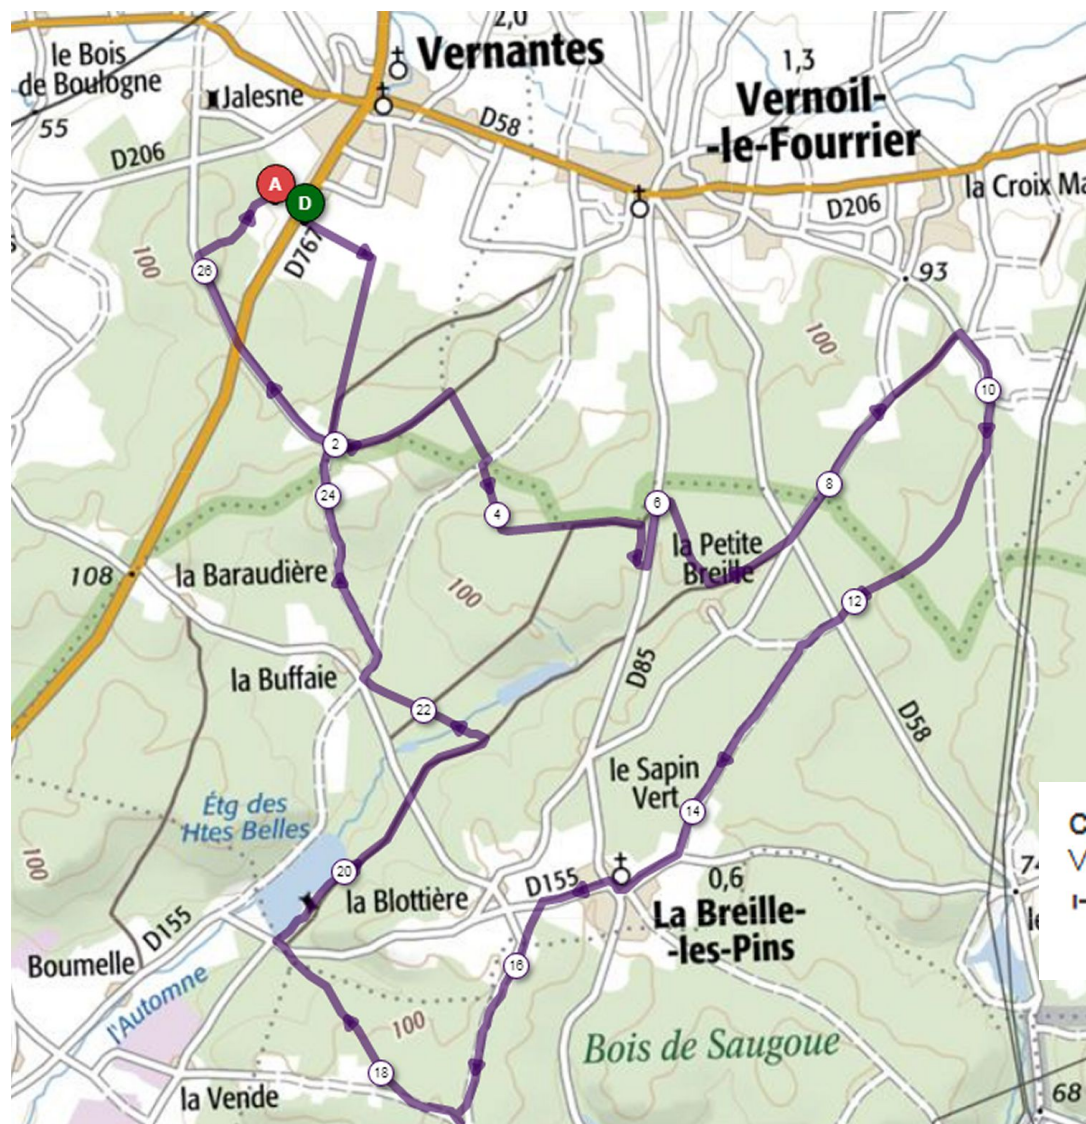 2,0
Vernantes
le Bois
de Boulogne
1,3
Jalesne
Vernoil-
-le-Fourrier
55
D58
D206
A
la Croix Ma
D
D206
D767
100
26
93
100
10
2
8
24
6
4
la Petite
Breille
108
la Baraudière
100
12
la Buffaie
D85
22
D58
le Sapin
Vert
Étg des
Htes Belles
14
C
V
100
20
0,6
74
D155
la Blottière
La Breille-
-les-Pins
le
D155
Boumelle
16
l'Automne
100
Bois de Saugoue
18
la Vende
68